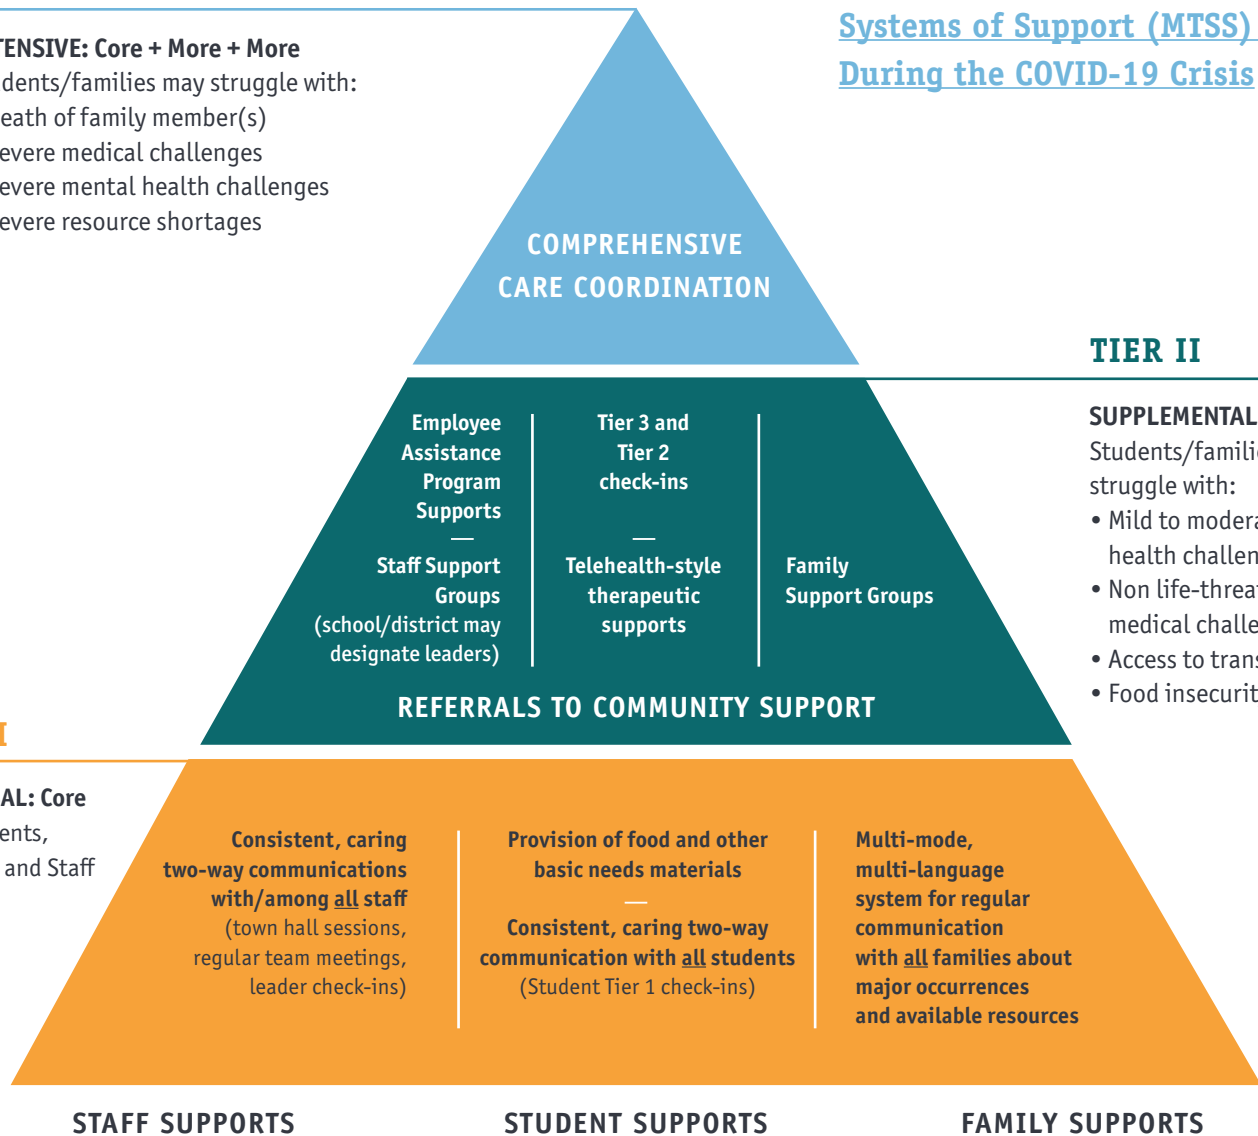 Systems of Support (MTSS)
During the COVID-19 Crisis
TENSIVE: Core + More + More
dents/families may struggle with:
eath of family member(s)
evere medical challenges
evere mental health challenges
evere resource shortages
COMPREHENSIVE
CARE COORDINATION
TIER II
SUPPLEMENTAL
Students/familie
struggle with:
• Mild to modera
health challen
• Non life-threa
medical challe
• Access to trans
• Food insecurit
Employee
Assistance
Program
Supports
—
Staff Support
Groups
(school/district may
designate leaders)
Tier 3 and
Tier 2
check-ins
—
Telehealth-style
therapeutic
supports
Family
Support Groups
REFERRALS TO COMMUNITY SUPPORT
I
AL: Core
ents,
and Staff
Consistent, caring
two-way communications
with/among all staff
(town hall sessions,
regular team meetings,
leader check-ins)
Provision of food and other
basic needs materials
—
Consistent, caring two-way
communication with all students
(Student Tier 1 check-ins)
Multi-mode,
multi-language
system for regular
communication
with all families about
major occurrences
and available resources
STAFF SUPPORTS
STUDENT SUPPORTS
FAMILY SUPPORTS